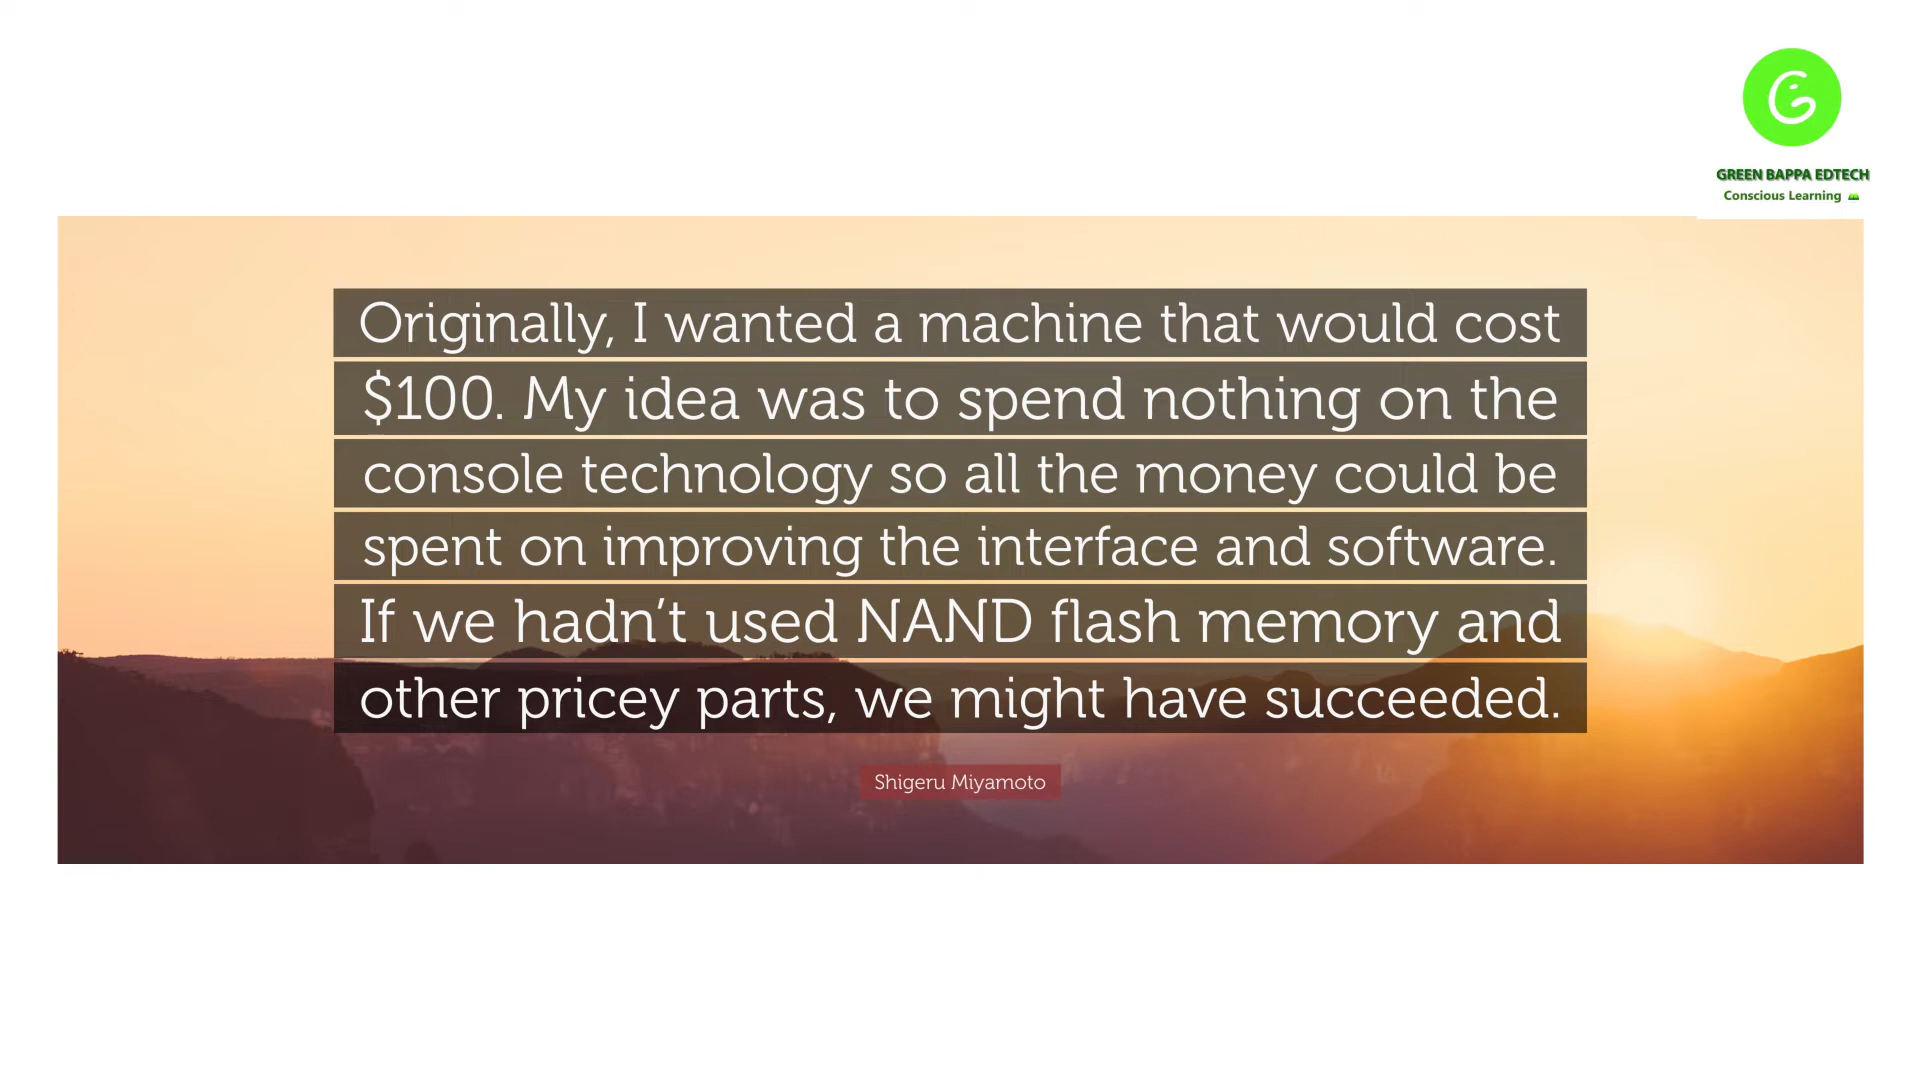 GREEN BAPPA EDTECH
Conscious Learning
Originally, I wanted a machine that would cost
$100. My idea was to spend nothing on the
console technology so all the money could be
spent on improving the interface and software.
If we hadn’t used NAND flash memory and
other pricey parts, we might have succeeded.
Shigeru Miyamoto